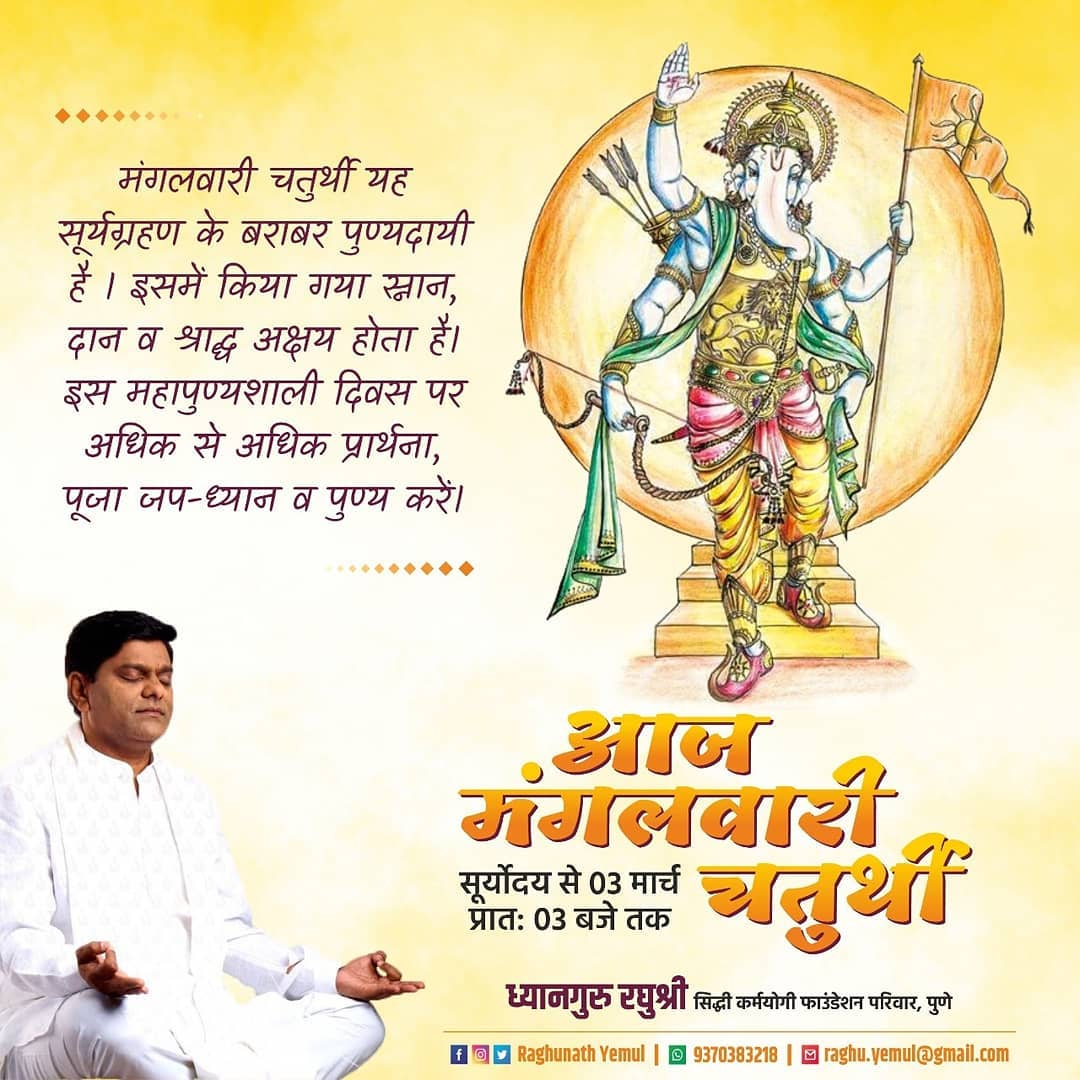 मंगलवारी चतुर्थी यह
सूर्यग्रहण के बराबर पुण्यदायी
है । इसमें किया गया स्नान,
दान व श्राद्ध अक्षय होता है।
इस महापुण्यशाली दिवस पर
अधिक से अधिक प्रार्थना,
पूजा जप-ध्यान व पुण्य करें।
आज
मंगलवारी
चतुर्थी
सूर्योदय से 03 मार्च
प्रात: 03 बजे तक
ध्यानगुरु रघुश्री सिद्धी कर्मयोगी फाउंडेशन परिवार, पुणे
Raghunath Yemul | 9370383218 | raghu.yemul@gmail.com